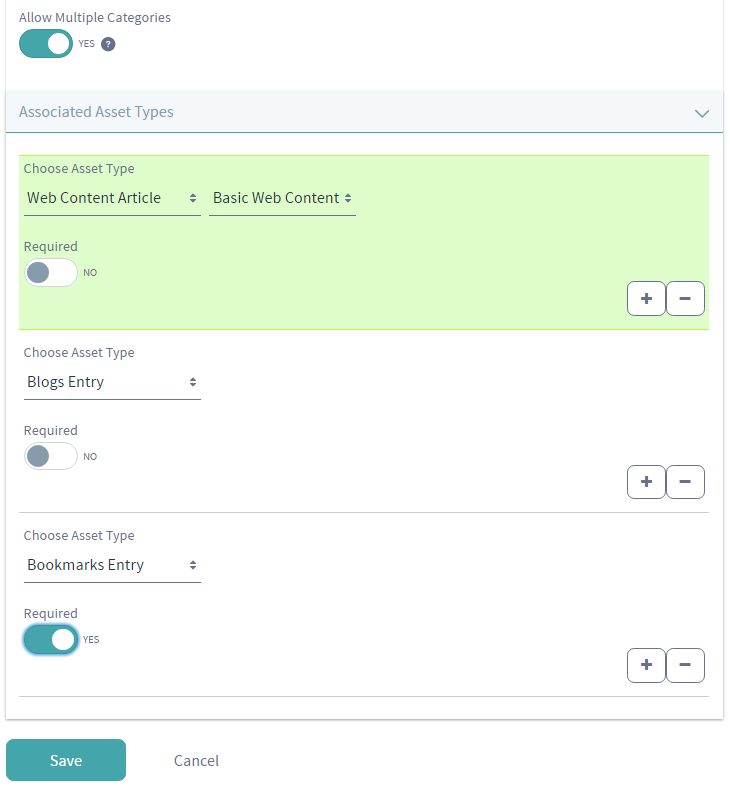 Allow Multiple Categories
YES ?
Associated Asset Types
Choose Asset Type
Web Content Article Basic Web Content
Required
NO
+ −
Choose Asset Type
Blogs Entry
Required
NO
+ −
Choose Asset Type
Bookmarks Entry
Required
YES
+ −
Save Cancel